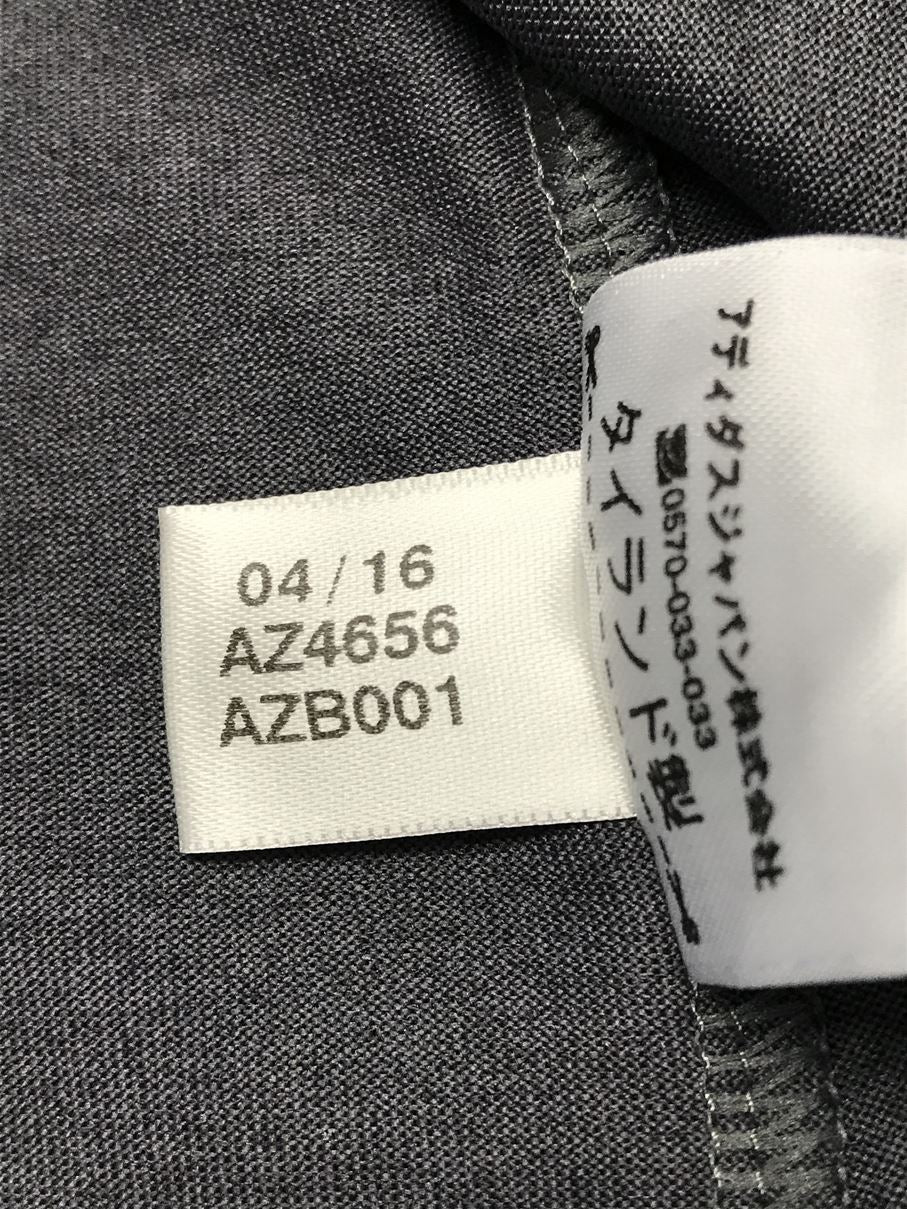 04/16
AZ4656
AZB001
アディダスジャパン株式会社
0570-033-033
タイランド製